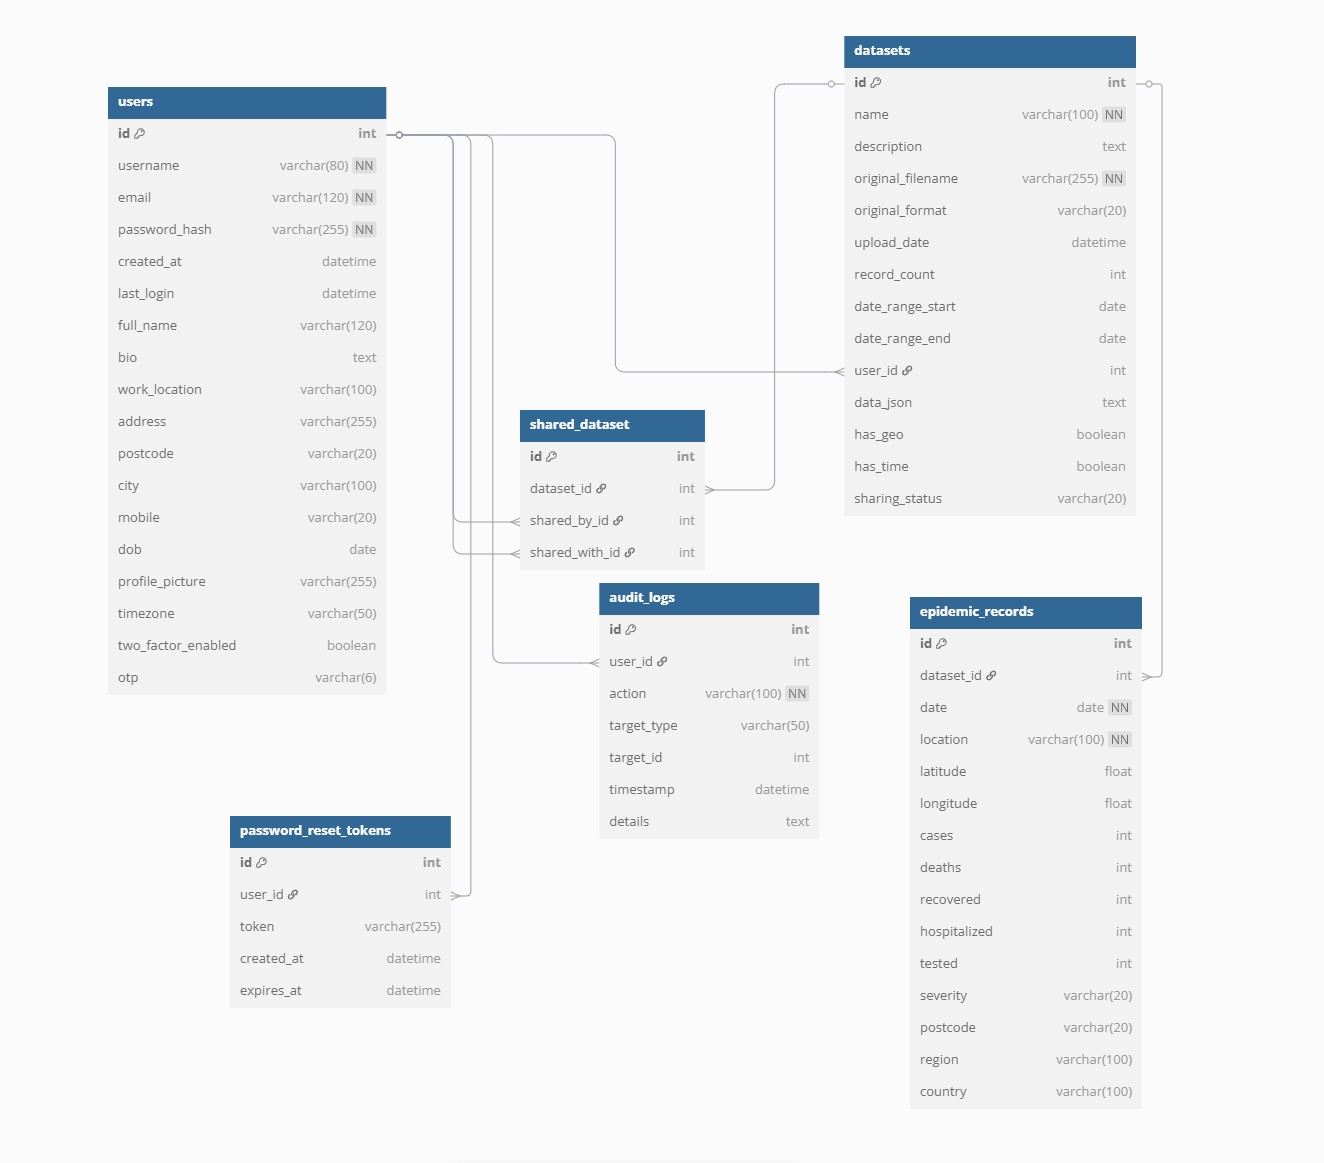 users
id int
username varchar(80) NN
email varchar(120) NN
password_hash varchar(255) NN
created_at datetime
last_login datetime
full_name varchar(120)
bio text
work_location varchar(100)
address varchar(255)
postcode varchar(20)
city varchar(100)
mobile varchar(20)
dob date
profile_picture varchar(255)
timezone varchar(50)
two_factor_enabled boolean
otp varchar(6)
datasets
id int
name varchar(100) NN
description text
original_filename varchar(255) NN
original_format varchar(20)
upload_date datetime
record_count int
date_range_start date
date_range_end date
user_id int
data_json text
has_geo boolean
has_time boolean
sharing_status varchar(20)
shared_dataset
id int
dataset_id int
shared_by_id int
shared_with_id int
audit_logs
id int
user_id int
action varchar(100) NN
target_type varchar(50)
target_id int
timestamp datetime
details text
epidemic_records
id int
dataset_id int
date date NN
location varchar(100) NN
latitude float
longitude float
cases int
deaths int
recovered int
hospitalized int
tested int
severity varchar(20)
postcode varchar(20)
region varchar(100)
country varchar(100)
password_reset_tokens
id int
user_id int
token varchar(255)
created_at datetime
expires_at datetime